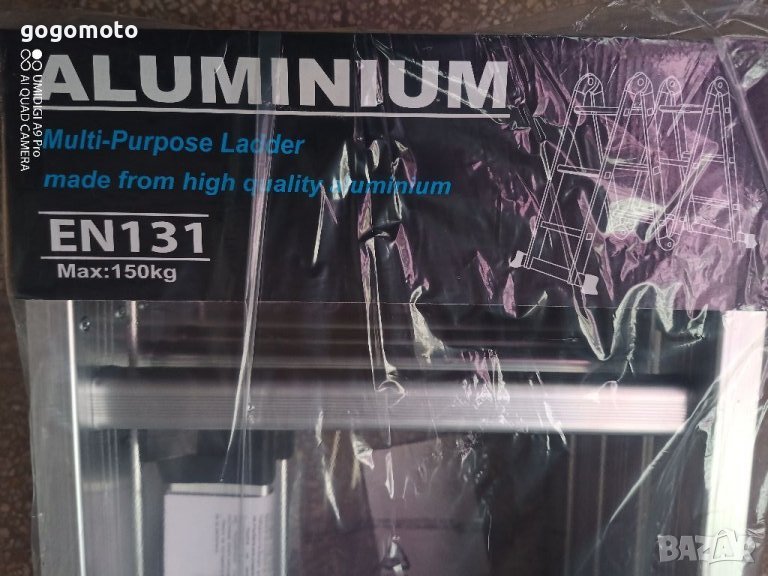 gogomoto
UMIDIGI A9 Pro
AI QUAD CAMERA
ALUMINIUM
Multi-Purpose Ladder
made from high quality aluminium
EN131
Max:150kg
BAZAR